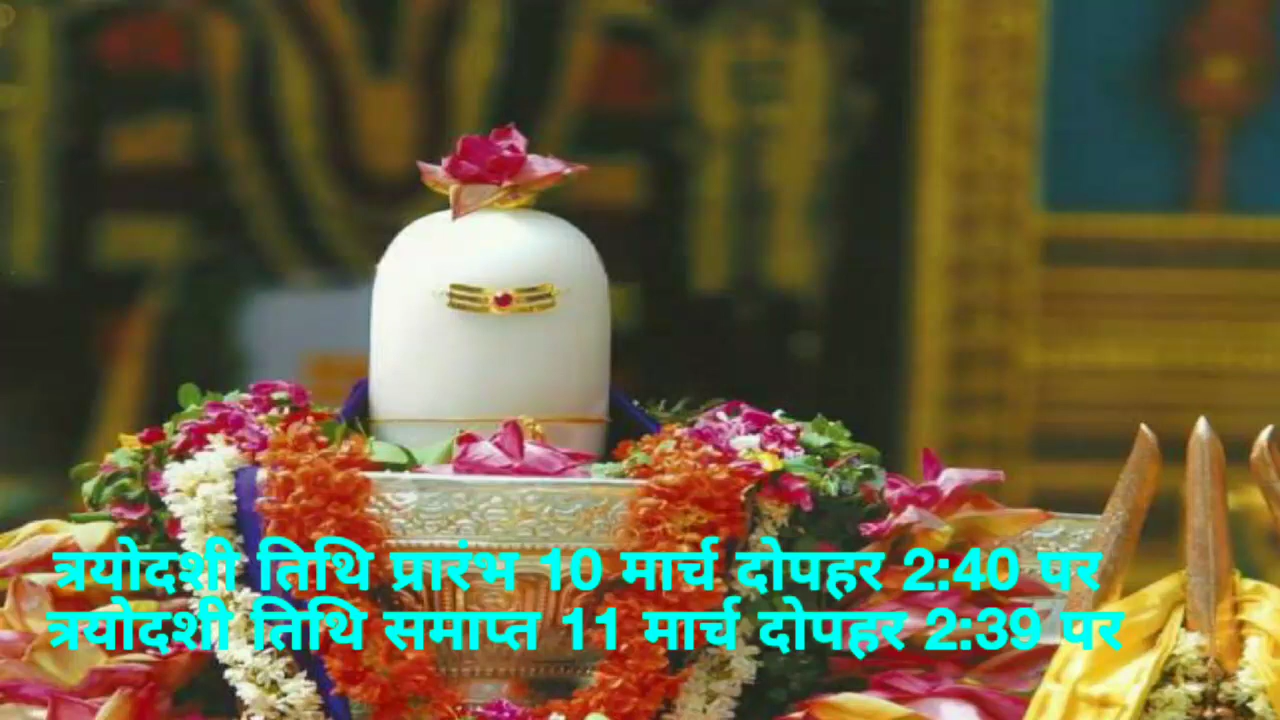 त्रयोदशी तिथि प्रारंभ 10 मार्च दोपहर 2:40 पर
त्रयोदशी तिथि समाप्त 11 मार्च दोपहर 2:39 पर